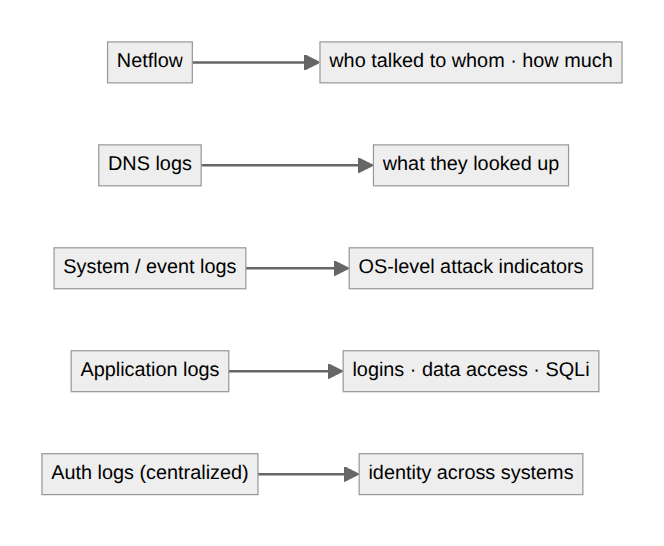 Netflow
who talked to whom · how much
DNS logs
what they looked up
System / event logs
OS-level attack indicators
Application logs
logins · data access · SQLi
Auth logs (centralized)
identity across systems